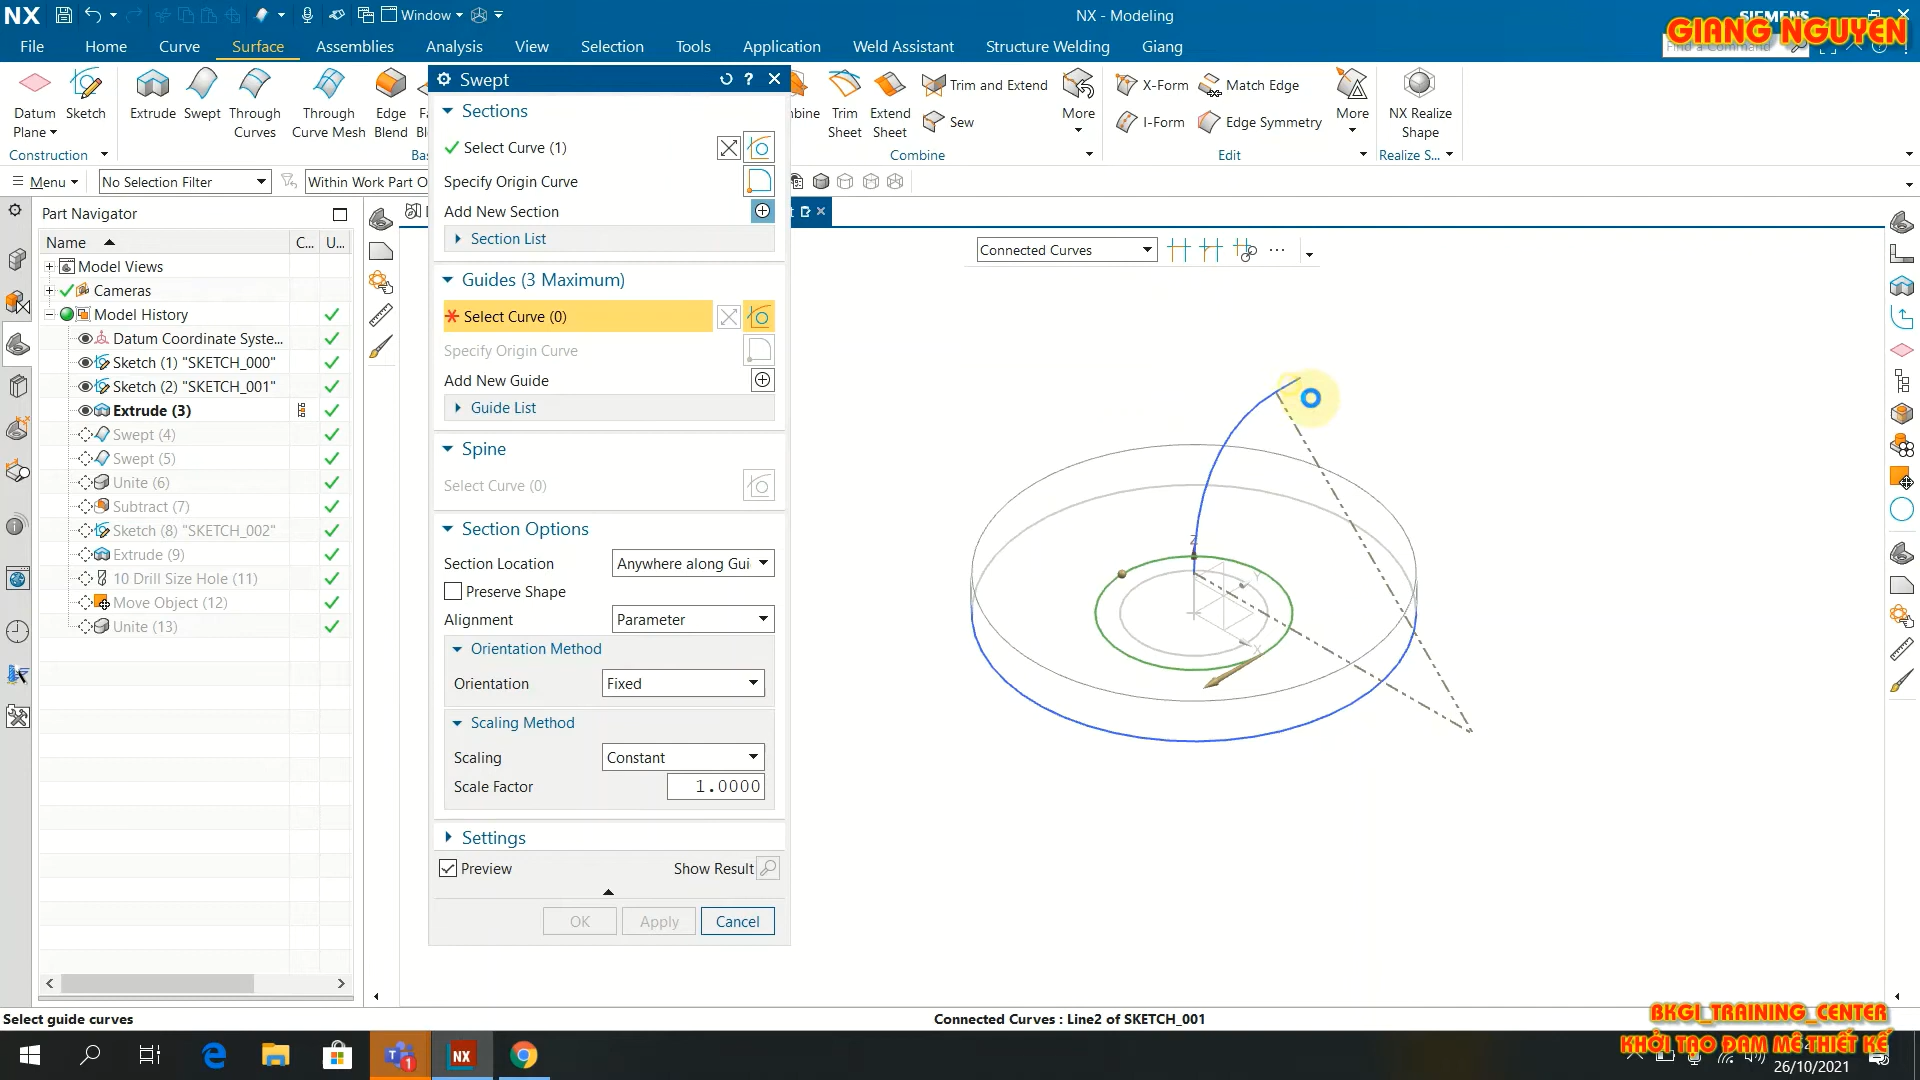 NX
Window
NX - Modeling
SIEMENS
GIANG NGUYEN
File Home Curve Surface Assemblies Analysis View Selection Tools Application Weld Assistant Structure Welding Giang
Find a Command
Datum Plane
Sketch
Extrude
Swept
Through Curves
Through Curve Mesh
Edge Blend
Trim Sheet
Extend Sheet
Trim and Extend
Sew
More
X-Form
Match Edge
I-Form
Edge Symmetry
More
NX Realize Shape
Construction
Combine
Edit
Realize S...
Menu
No Selection Filter
Within Work Part O
Part Navigator
Name C... U...
Model Views
Cameras
Model History
Datum Coordinate Syste...
Sketch (1) "SKETCH_000"
Sketch (2) "SKETCH_001"
Extrude (3)
Swept (4)
Swept (5)
Unite (6)
Subtract (7)
Sketch (8) "SKETCH_002"
Extrude (9)
10 Drill Size Hole (11)
Move Object (12)
Unite (13)
Swept
Sections
Select Curve (1)
Specify Origin Curve
Add New Section
Section List
Guides (3 Maximum)
Select Curve (0)
Specify Origin Curve
Add New Guide
Guide List
Spine
Select Curve (0)
Section Options
Section Location Anywhere along Gui
Preserve Shape
Alignment Parameter
Orientation Method
Orientation Fixed
Scaling Method
Scaling Constant
Scale Factor 1.0000
Settings
Preview Show Result
OK Apply Cancel
Connected Curves
Z
Y
X
Select guide curves
Connected Curves : Line2 of SKETCH_001
BKGI_TRAINING_CENTER
KHỞI TẠO ĐAM MÊ THIẾT KẾ
NX
26/10/2021